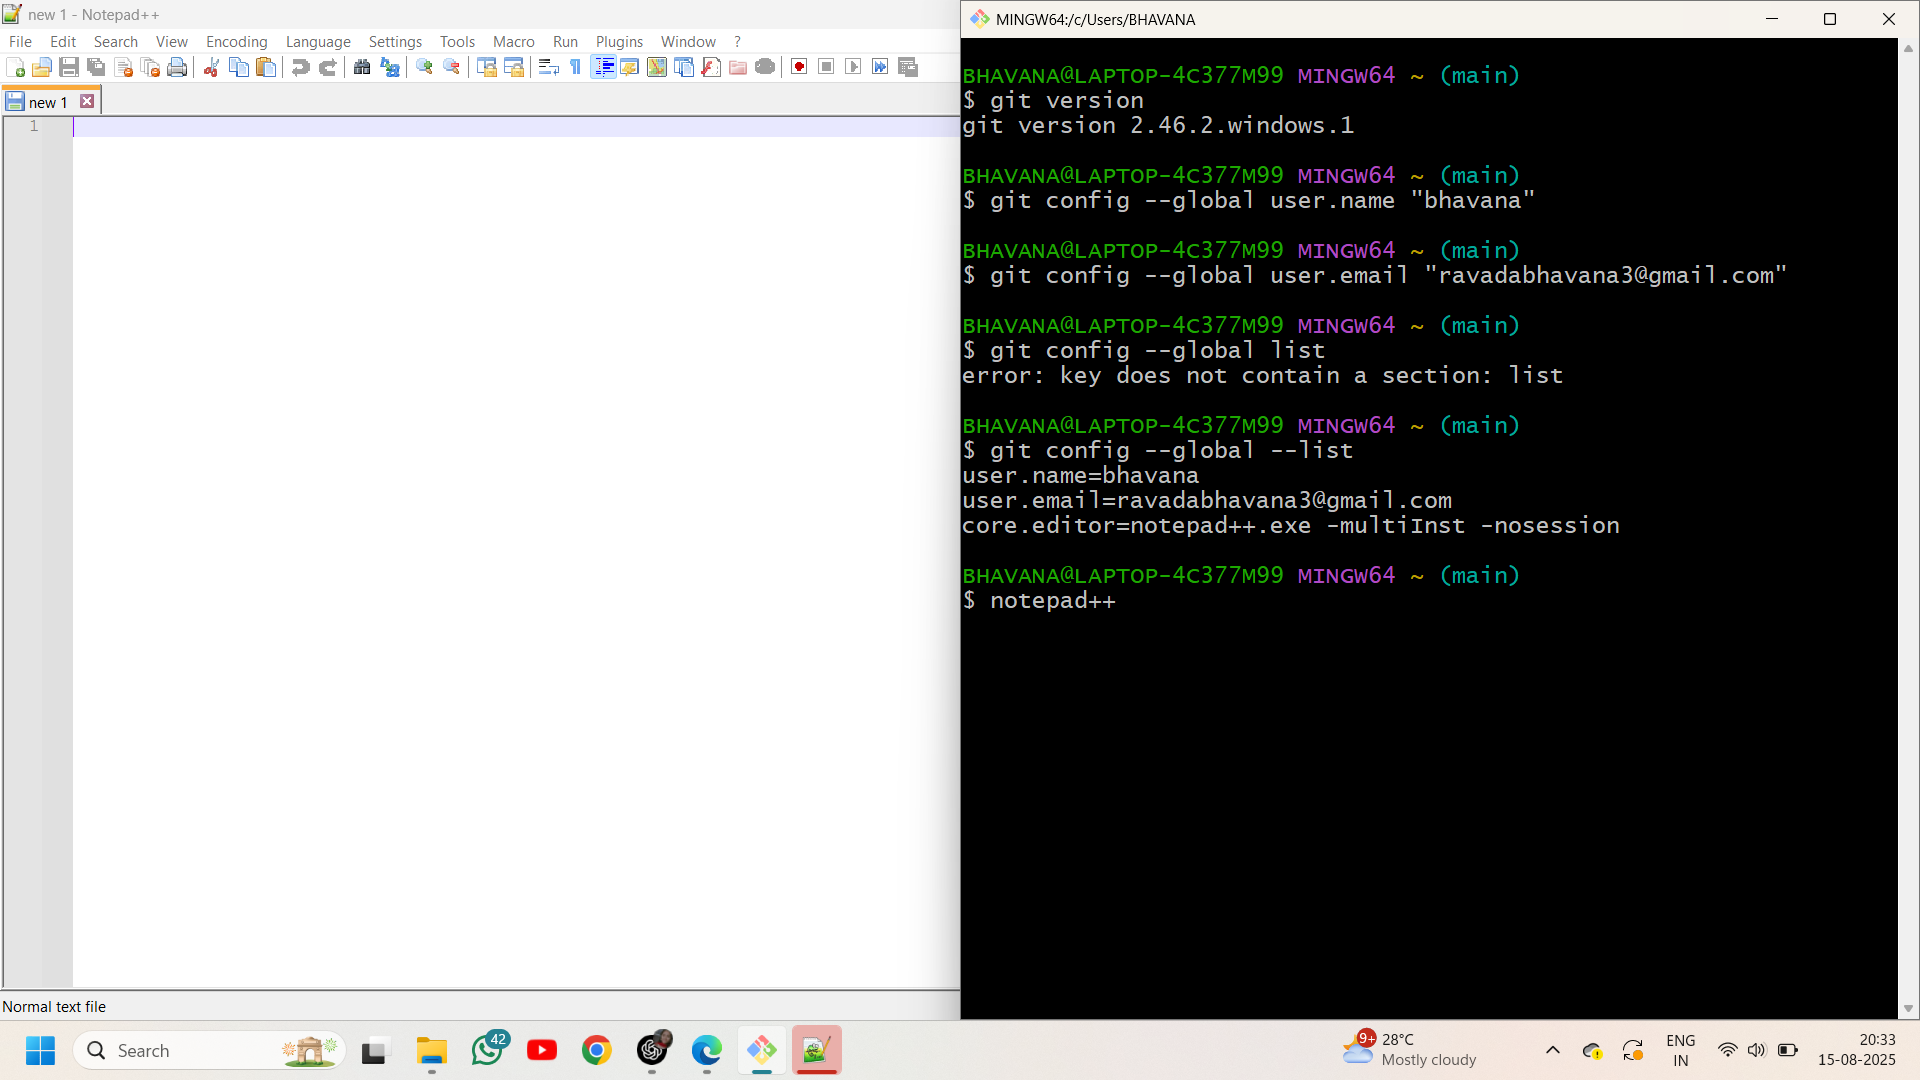 new 1 - Notepad++
File Edit Search View Encoding Language Settings Tools Macro Run Plugins Window ?
new 1
1
Normal text file
MINGW64:/c/Users/BHAVANA
BHAVANA@LAPTOP-4C377M99 MINGW64 ~ (main)
$ git version
git version 2.46.2.windows.1
BHAVANA@LAPTOP-4C377M99 MINGW64 ~ (main)
$ git config --global user.name "bhavana"
BHAVANA@LAPTOP-4C377M99 MINGW64 ~ (main)
$ git config --global user.email "ravadabhavana3@gmail.com"
BHAVANA@LAPTOP-4C377M99 MINGW64 ~ (main)
$ git config --global list
error: key does not contain a section: list
BHAVANA@LAPTOP-4C377M99 MINGW64 ~ (main)
$ git config --global --list
user.name=bhavana
user.email=ravadabhavana3@gmail.com
core.editor=notepad++.exe -multiInst -nosession
BHAVANA@LAPTOP-4C377M99 MINGW64 ~ (main)
$ notepad++
Search
42
9+
28°C
Mostly cloudy
ENG
IN
20:33
15-08-2025